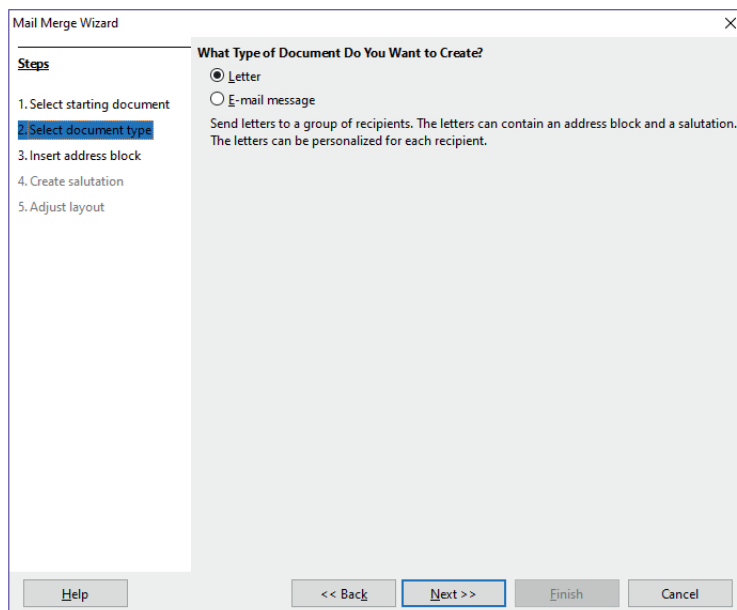 Mail Merge Wizard
Steps
1. Select starting document
2. Select document type
3. Insert address block
4. Create salutation
5. Adjust layout
What Type of Document Do You Want to Create?
Letter
E-mail message
Send letters to a group of recipients. The letters can contain an address block and a salutation.
The letters can be personalized for each recipient.
Help
<< Back
Next >>
Finish
Cancel